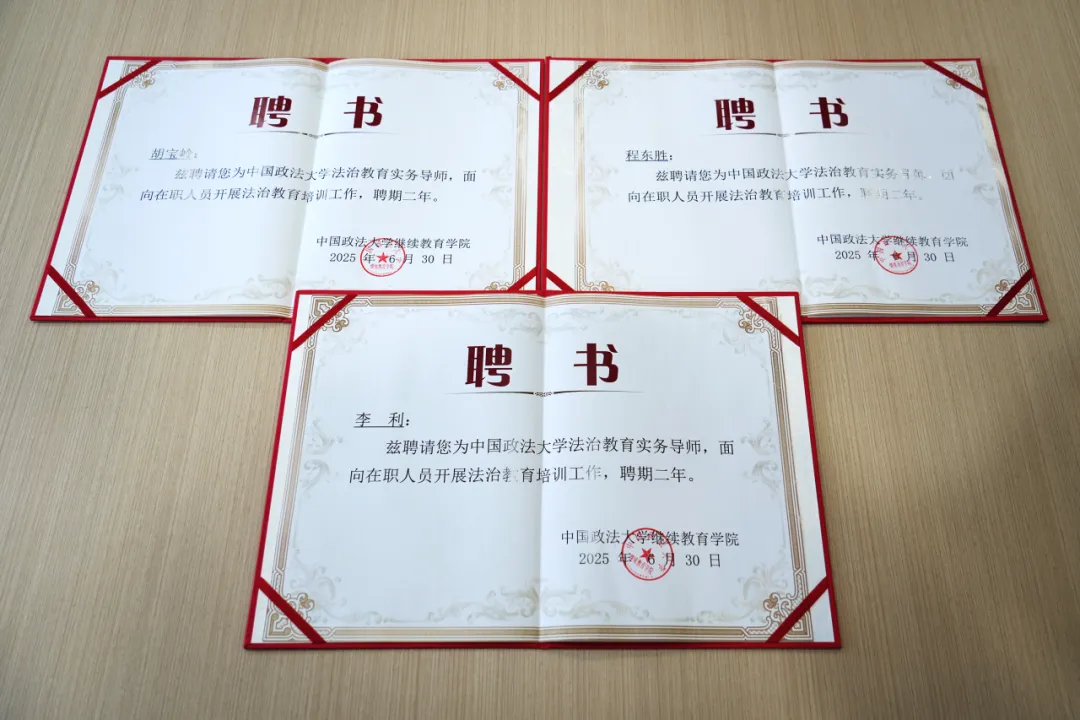 聘 书
胡宝岭：
兹聘请您为中国政法大学法治教育实务导师，面
向在职人员开展法治教育培训工作，聘期二年。
中国政法大学继续教育学院
2025 年 6 月 30 日
聘 书
程东胜：
兹聘请您为中国政法大学法治教育实务导师，面
向在职人员开展法治教育培训工作，聘期二年。
中国政法大学继续教育学院
2025 年 月 30 日
聘 书
李 利：
兹聘请您为中国政法大学法治教育实务导师，面
向在职人员开展法治教育培训工作，聘期二年。
中国政法大学继续教育学院
2025 年 6 月 30 日